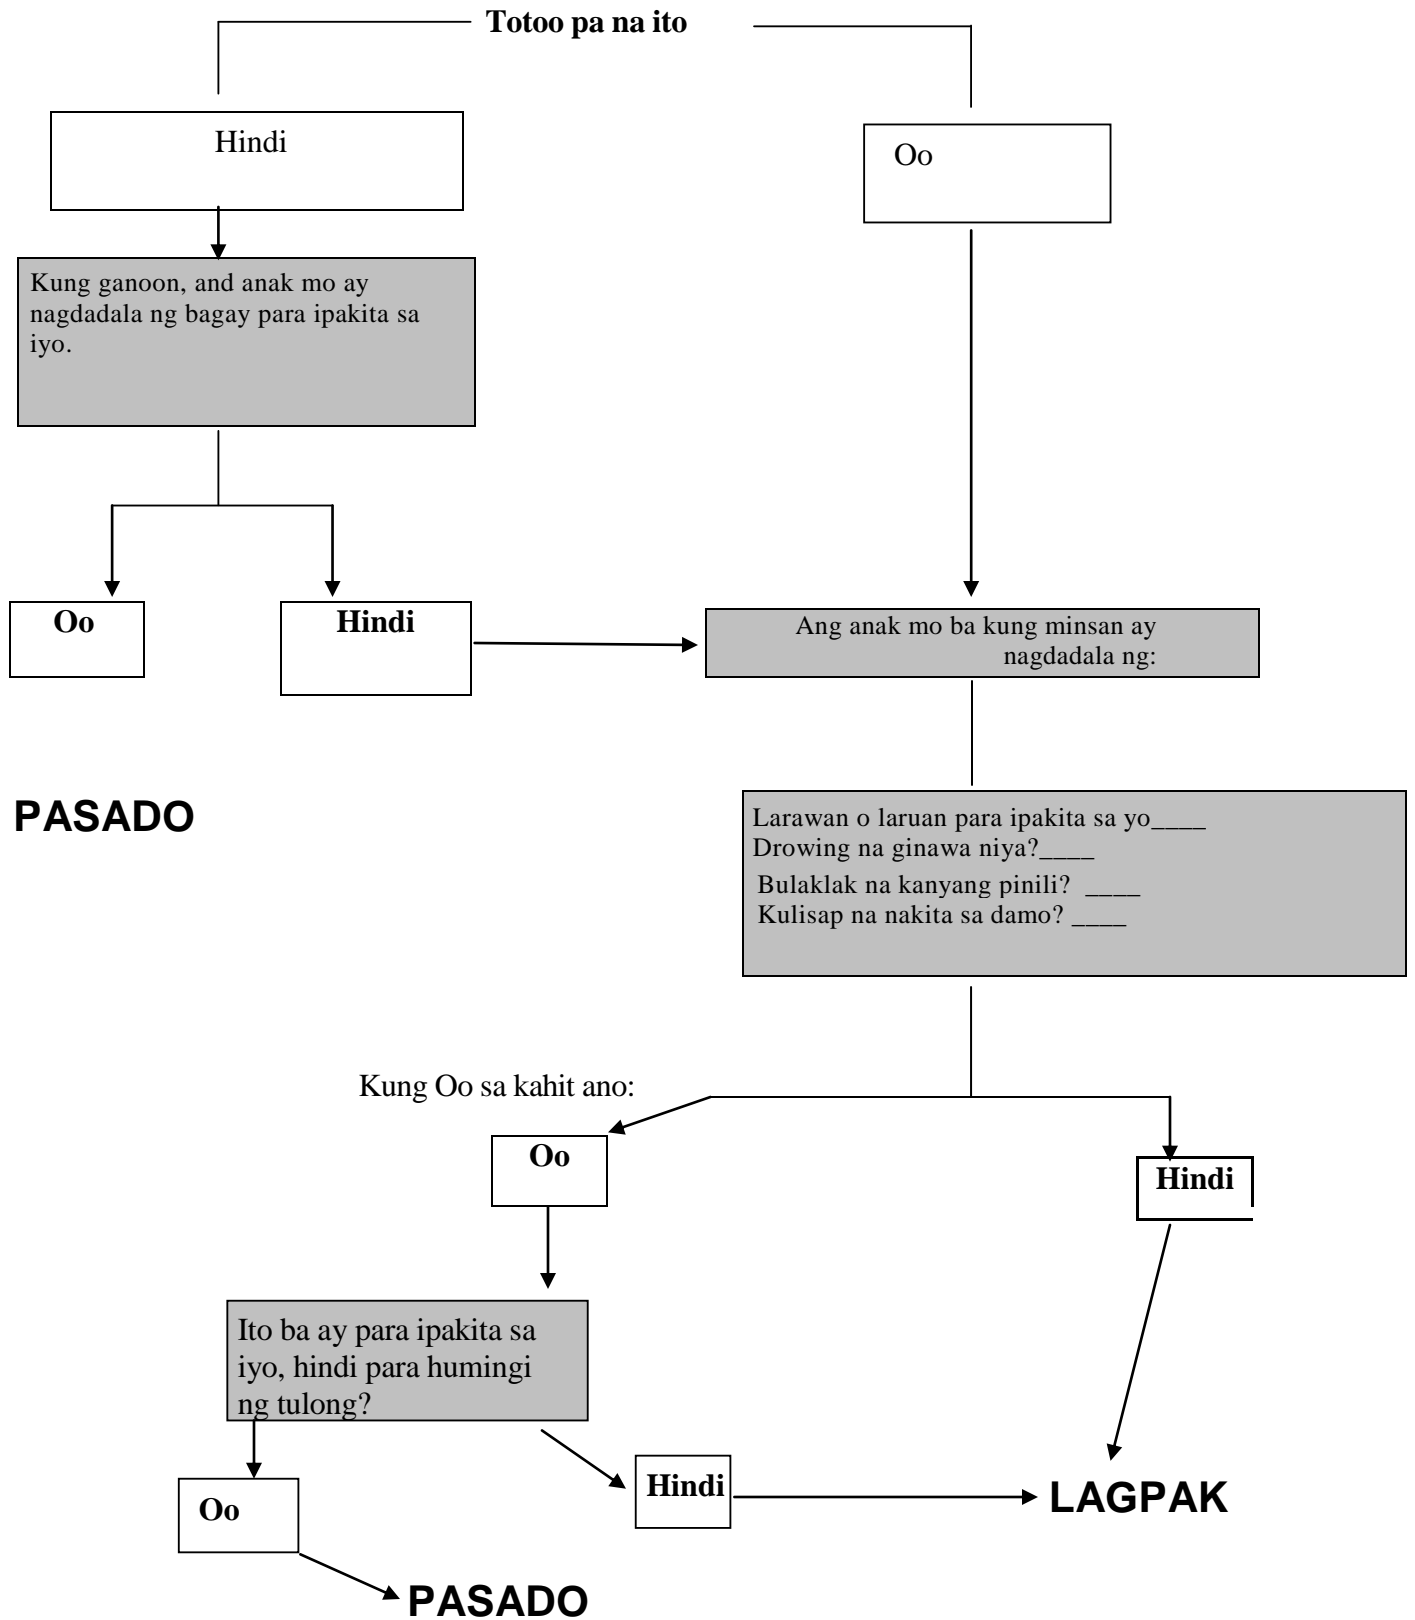 Totoo pa na ito
Hindi
Oo
Kung ganoon, and anak mo ay
nagdadala ng bagay para ipakita sa
iyo.
Oo
Hindi
Ang anak mo ba kung minsan ay
nagdadala ng:
PASADO
Larawan o laruan para ipakita sa yo____
Drowing na ginawa niya?____
Bulaklak na kanyang pinili? ____
Kulisap na nakita sa damo? ____
Kung Oo sa kahit ano:
Oo
Hindi
Ito ba ay para ipakita sa
iyo, hindi para humingi
ng tulong?
Hindi
LAGPAK
Oo
PASADO